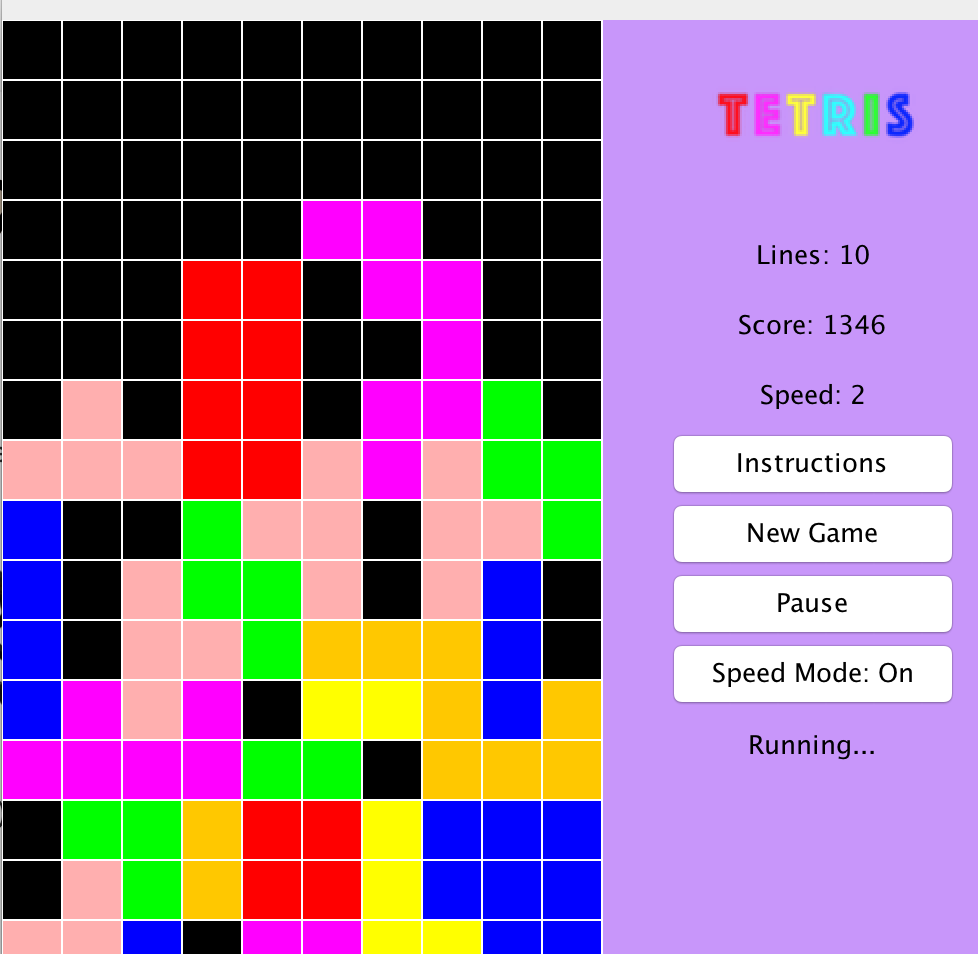 TETRIS
Lines: 10
Score: 1346
Speed: 2
Instructions
New Game
Pause
Speed Mode: On
Running...